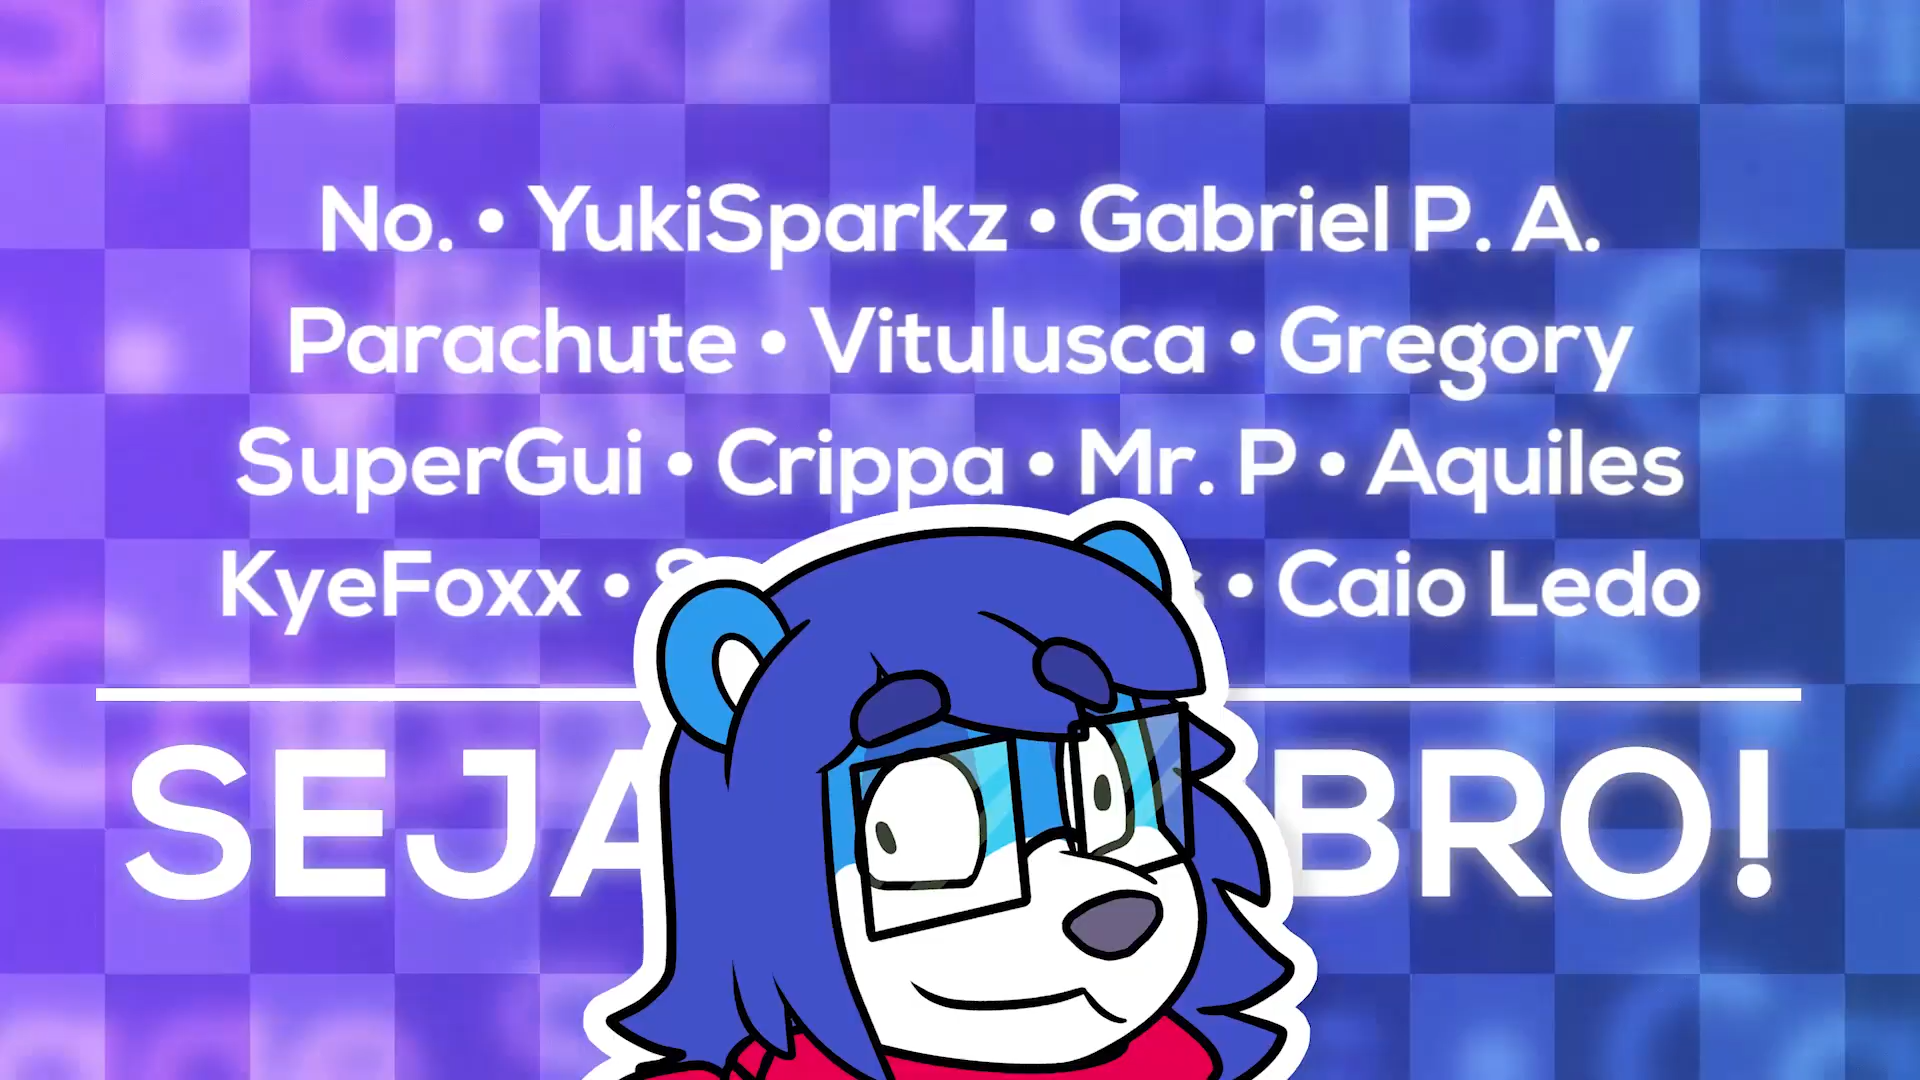 No. • YukiSparkz • Gabriel P. A.
Parachute • Vitulusca • Gregory
SuperGui • Crippa • Mr. P • Aquiles
KyeFoxx • • Caio Ledo
SEJA BRO!